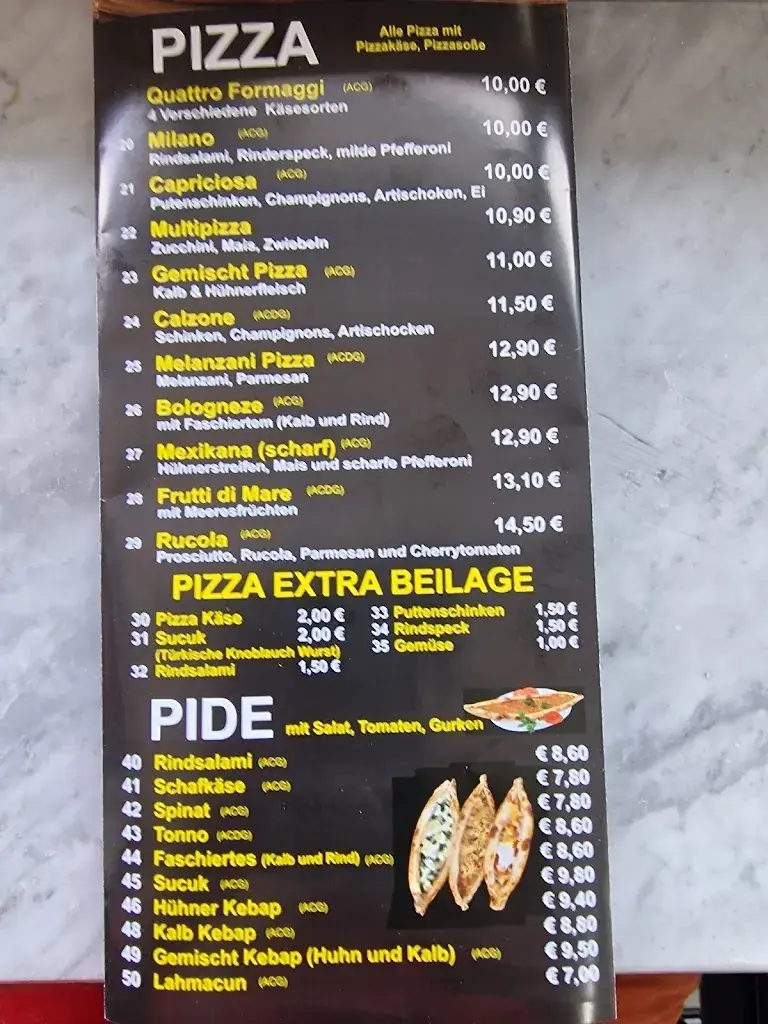 PIZZA Alle Pizza mit
Pizzakäse, Pizzasoße
Quattro Formaggi (ACG) 10,00 €
4 Verschiedene Käsesorten
20 Milano (ACG) 10,00 €
Rindsalami, Rinderspeck, milde Pfefferoni
21 Capriciosa (ACG) 10,00 €
Putenschinken, Champignons, Artischoken, Ei
22 Multipizza 10,90 €
Zucchini, Mais, Zwiebeln
23 Gemischt Pizza (ACG) 11,00 €
Kalb & Hühnerfleisch
24 Calzone (ACDG) 11,50 €
Schinken, Champignons, Artischocken
25 Melanzani Pizza (ACDG) 12,90 €
Melanzani, Parmesan
26 Bologneze (ACG) 12,90 €
mit Faschiertem (Kalb und Rind)
27 Mexikana (scharf) (ACG) 12,90 €
Hühnerstreifen, Mais und scharfe Pfefferoni
28 Frutti di Mare (ACDG) 13,10 €
mit Meeresfrüchten
29 Rucola (ACG) 14,50 €
Prosciutto, Rucola, Parmesan und Cherrytomaten
PIZZA EXTRA BEILAGE
30 Pizza Käse 2,00 €
31 Sucuk 2,00 €
(Türkische Knoblauch Wurst)
32 Rindsalami 1,50 €
33 Puttenschinken 1,50 €
34 Rindspeck 1,50 €
35 Gemüse 1,00 €
PIDE mit Salat, Tomaten, Gurken
40 Rindsalami (ACG) € 8,60
41 Schafkäse (ACG) € 7,80
42 Spinat (ACG) € 7,80
43 Tonno (ACDG) € 8,60
44 Faschiertes (Kalb und Rind) (ACG) € 8,60
45 Sucuk (ACG) € 9,80
46 Hühner Kebap (ACG) € 9,40
48 Kalb Kebap (ACG) € 8,80
49 Gemischt Kebap (Huhn und Kalb) (ACG) € 9,50
50 Lahmacun (ACG) € 7,00